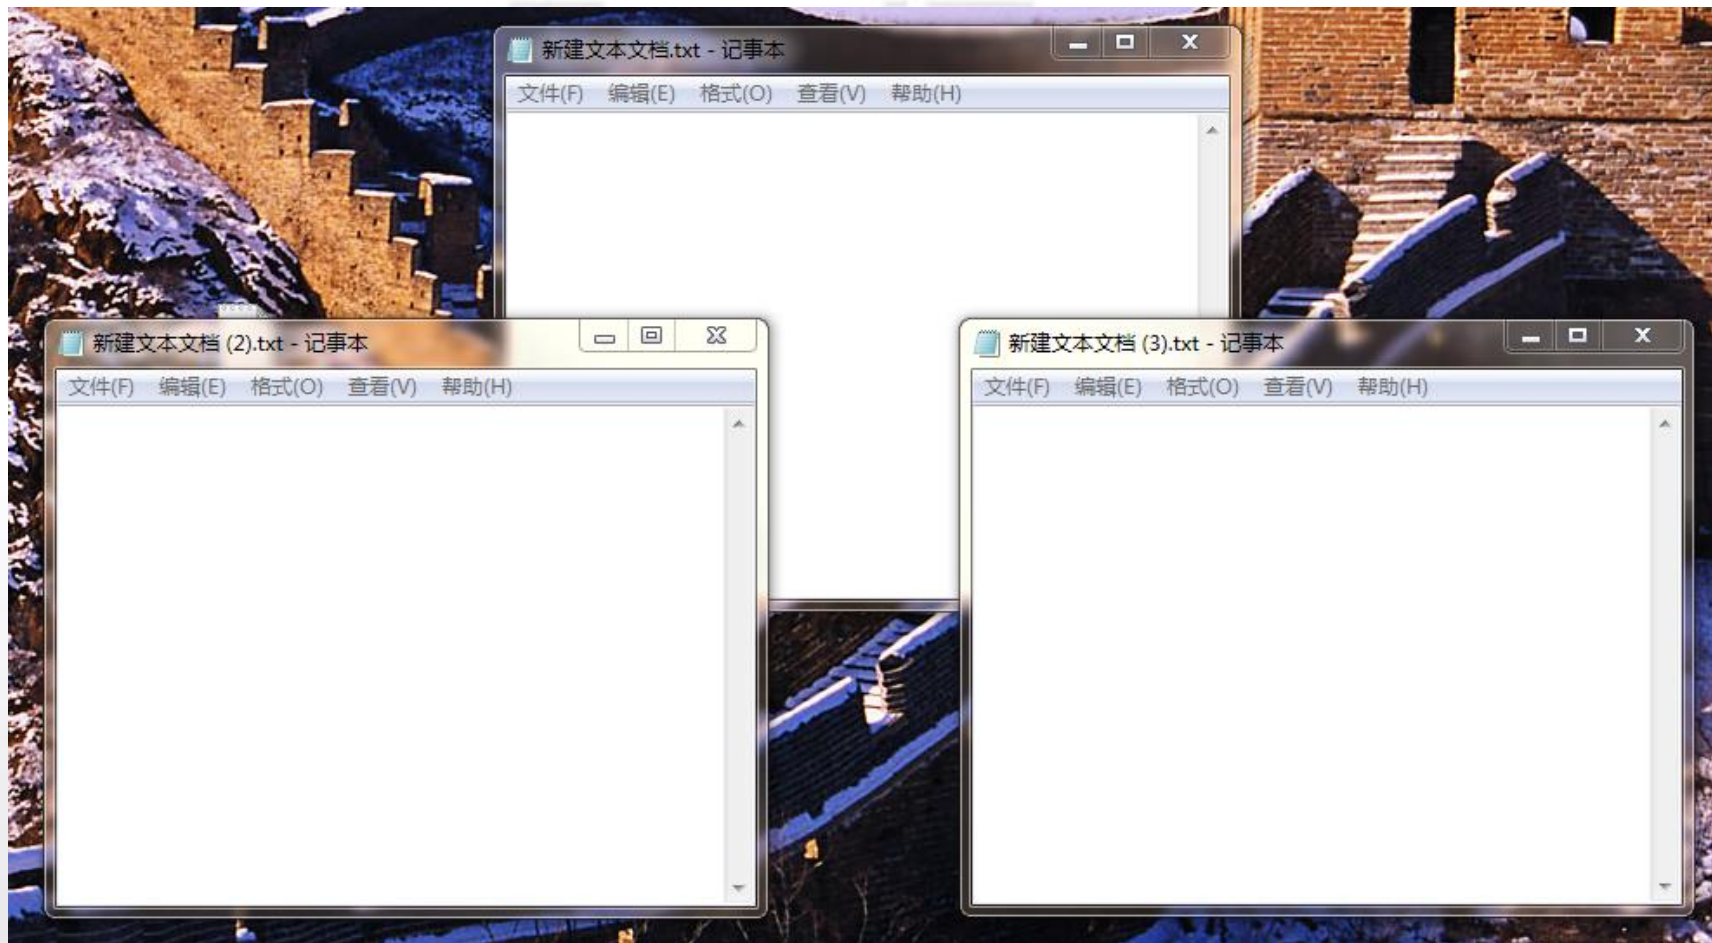 新建文本文档.txt - 记事本
文件(F) 编辑(E) 格式(O) 查看(V) 帮助(H)
新建文本文档 (2).txt - 记事本
文件(F) 编辑(E) 格式(O) 查看(V) 帮助(H)
新建文本文档 (3).txt - 记事本
文件(F) 编辑(E) 格式(O) 查看(V) 帮助(H)